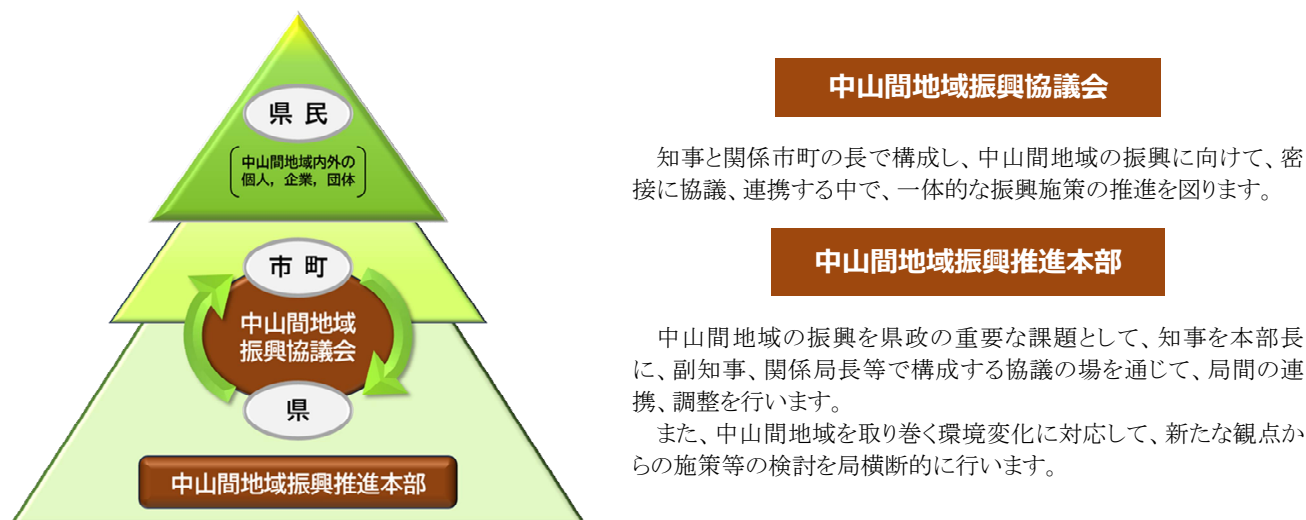 県 民
中山間地域内外の
個人，企業，団体
市 町
中山間地域
振興協議会
県
中山間地域振興推進本部
中山間地域振興協議会
知事と関係市町の長で構成し、中山間地域の振興に向けて、密
接に協議、連携する中で、一体的な振興施策の推進を図ります。
中山間地域振興推進本部
中山間地域の振興を県政の重要な課題として、知事を本部長
に、副知事、関係局長等で構成する協議の場を通じて、局間の連
携、調整を行います。
また、中山間地域を取り巻く環境変化に対応して、新たな観点か
らの施策等の検討を局横断的に行います。